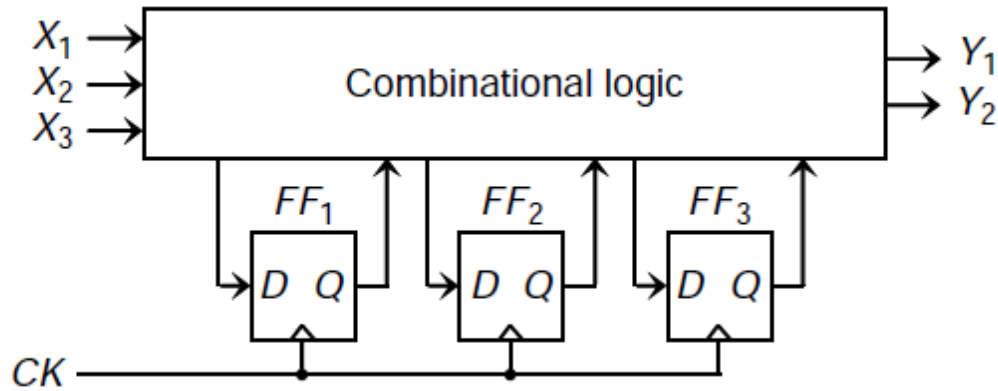 X₁
X₂
X₃
Combinational logic
Y₁
Y₂
FF₁
FF₂
FF₃
D Q
D Q
D Q
CK